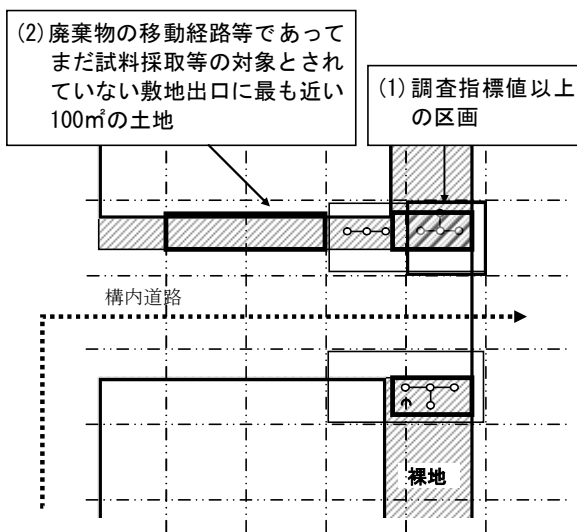 (2) 廃棄物の移動経路等であって
まだ試料採取等の対象とされ
ていない敷地出口に最も近い
100㎡の土地
(1) 調査指標値以上
の区画
構内道路
裸地